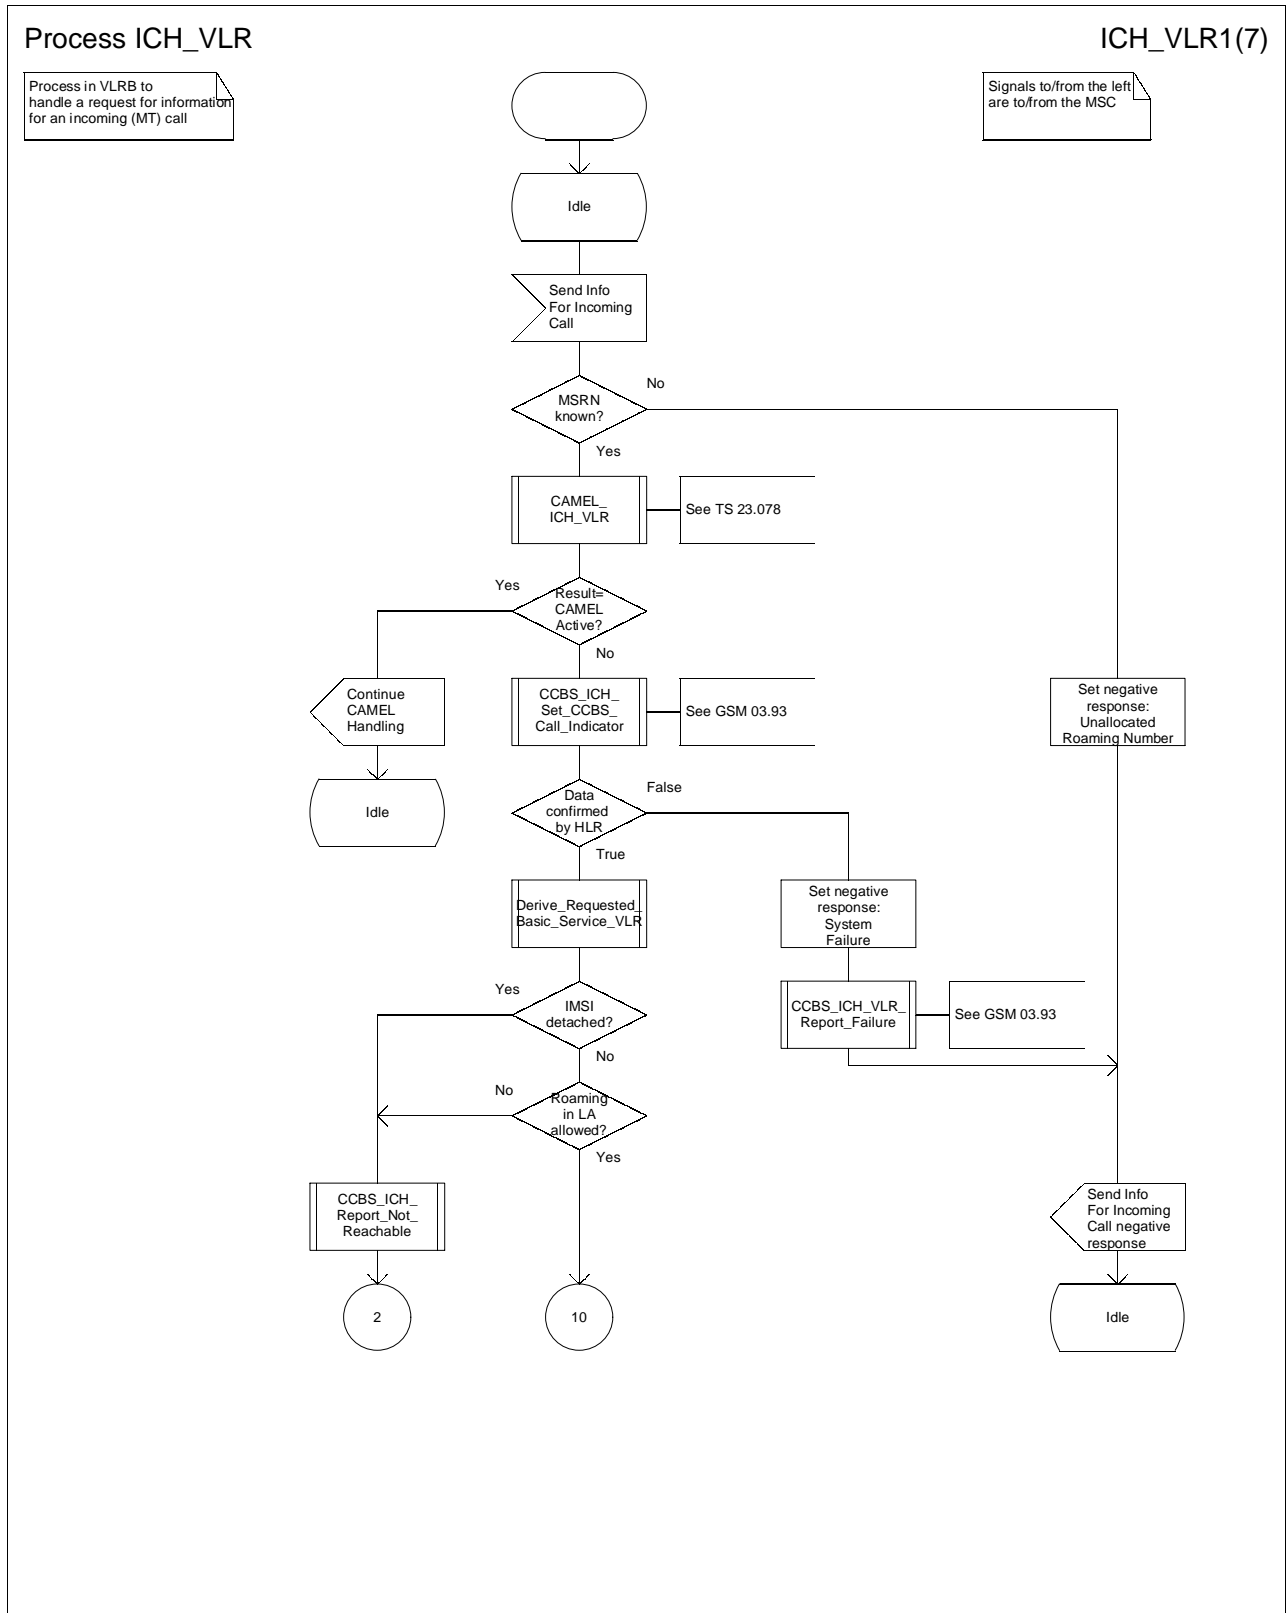 Process ICH_VLR
ICH_VLR1(7)
Process in VLRB to
handle a request for information
for an incoming (MT) call
Signals to/from the left
are to/from the MSC
Idle
Send Info
For Incoming
Call
MSRN
known?
No
Yes
CAMEL_
ICH_VLR
See TS 23.078
Yes
Result=
CAMEL
Active?
No
Continue
CAMEL
Handling
CCBS_ICH_
Set_CCBS_
Call_Indicator
See GSM 03.93
Set negative
response:
Unallocated
Roaming Number
Idle
Data
confirmed
by HLR
False
True
Derive_Requested_
Basic_Service_VLR
Set negative
response:
System
Failure
Yes
IMSI
detached?
No
CCBS_ICH_VLR_
Report_Failure
See GSM 03.93
No
Roaming
in LA
allowed?
Yes
CCBS_ICH_
Report_Not_
Reachable
Send Info
For Incoming
Call negative
response
2
10
Idle